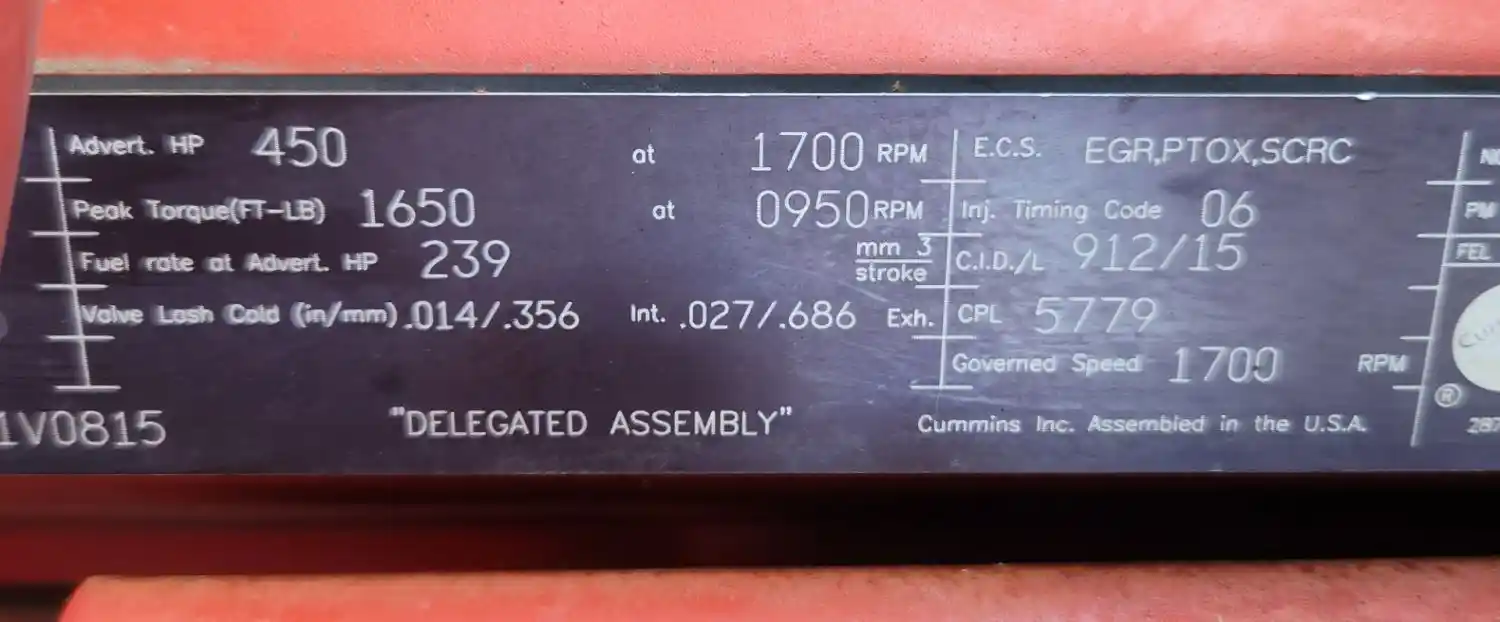 Advert. HP 450 at 1700 RPM
Peak Torque(FT-LB) 1650 at 0950 RPM
Fuel rate at Advert. HP 239 mm 3 stroke
Valve Lash Cold (in/mm) .014/.356 Int. .027/.686 Exh.
1V0815 "DELEGATED ASSEMBLY"
E.C.S. EGR,PTOX,SCRC
Inj. Timing Code 06
C.I.D./L 912/15
CPL 5779
Governed Speed 1700 RPM
Cummins Inc. Assembled in the U.S.A.
PM
FEL
®